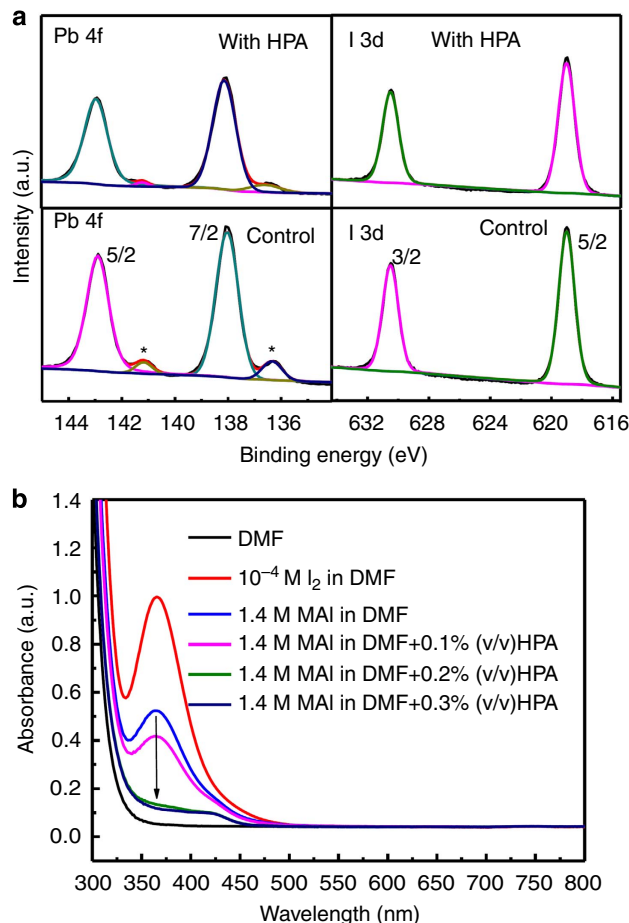 a
Pb 4f
With HPA
I 3d
With HPA
Pb 4f
5/2
7/2
Control
*
*
I 3d
Control
3/2
5/2
Intensity (a.u.)
144 142 140 138 136
630 628 624 620 616
Binding energy (eV)
b
1.4
1.2
1.0
0.8
0.6
0.4
0.2
0.0
Absorbance (a.u.)
DMF
10⁻⁴ M I₂ in DMF
1.4 M MAI in DMF
1.4 M MAI in DMF+0.1% (v/v)HPA
1.4 M MAI in DMF+0.2% (v/v)HPA
1.4 M MAI in DMF+0.3% (v/v)HPA
300 350 400 450 500 550 600 650 700 750 800
Wavelength (nm)